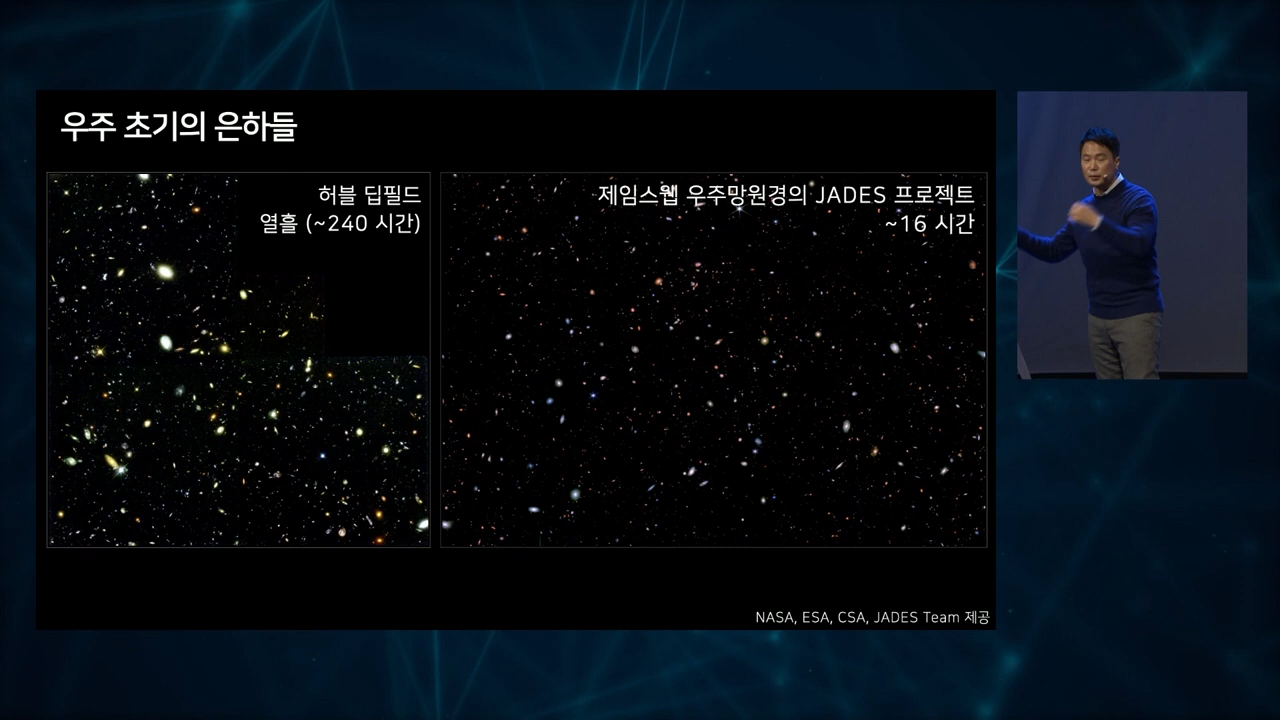 우주 초기의 은하들
허블 딥필드
열흘 (~240 시간)
제임스웹 우주망원경의 JADES 프로젝트
~16 시간
NASA, ESA, CSA, JADES Team 제공